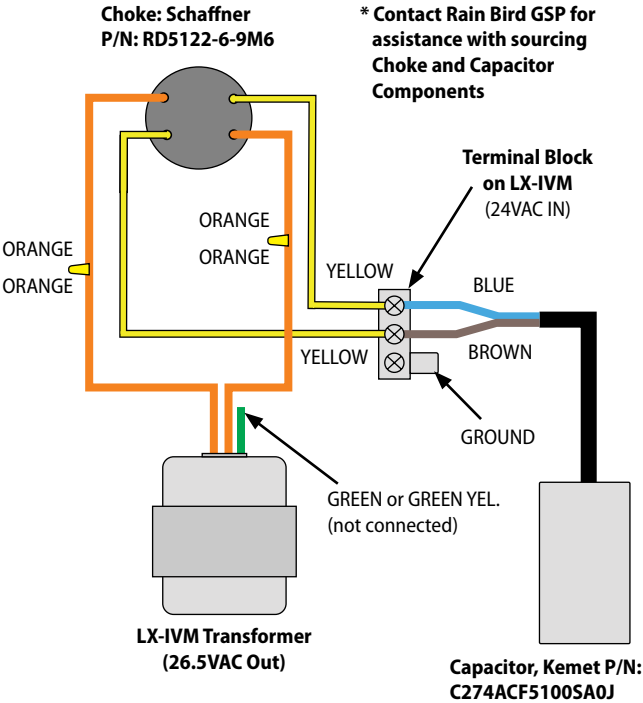 Choke: Schaffner
P/N: RD5122-6-9M6
* Contact Rain Bird GSP for
assistance with sourcing
Choke and Capacitor
Components
Terminal Block
on LX-IVM
(24VAC IN)
ORANGE
ORANGE
ORANGE
ORANGE
YELLOW
BLUE
YELLOW
BROWN
GROUND
GREEN or GREEN YEL.
(not connected)
LX-IVM Transformer
(26.5VAC Out)
Capacitor, Kemet P/N:
C274ACF5100SA0J